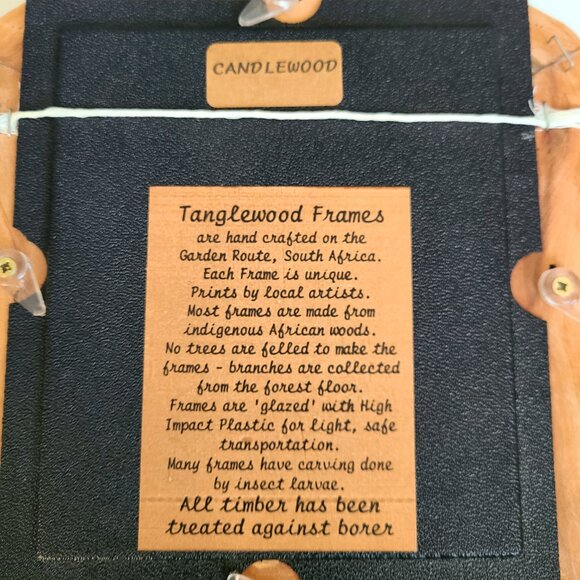 CANDLEWOOD
Tanglewood Frames
are hand crafted on the
Garden Route, South Africa.
Each Frame is unique.
Prints by local artists.
Most frames are made from
indigenous African woods.
No trees are felled to make the
frames - branches are collected
from the forest floor.
Frames are 'glazed' with High
Impact Plastic for light, safe
transportation.
Many frames have carving done
by insect larvae.
All timber has been
treated against borer